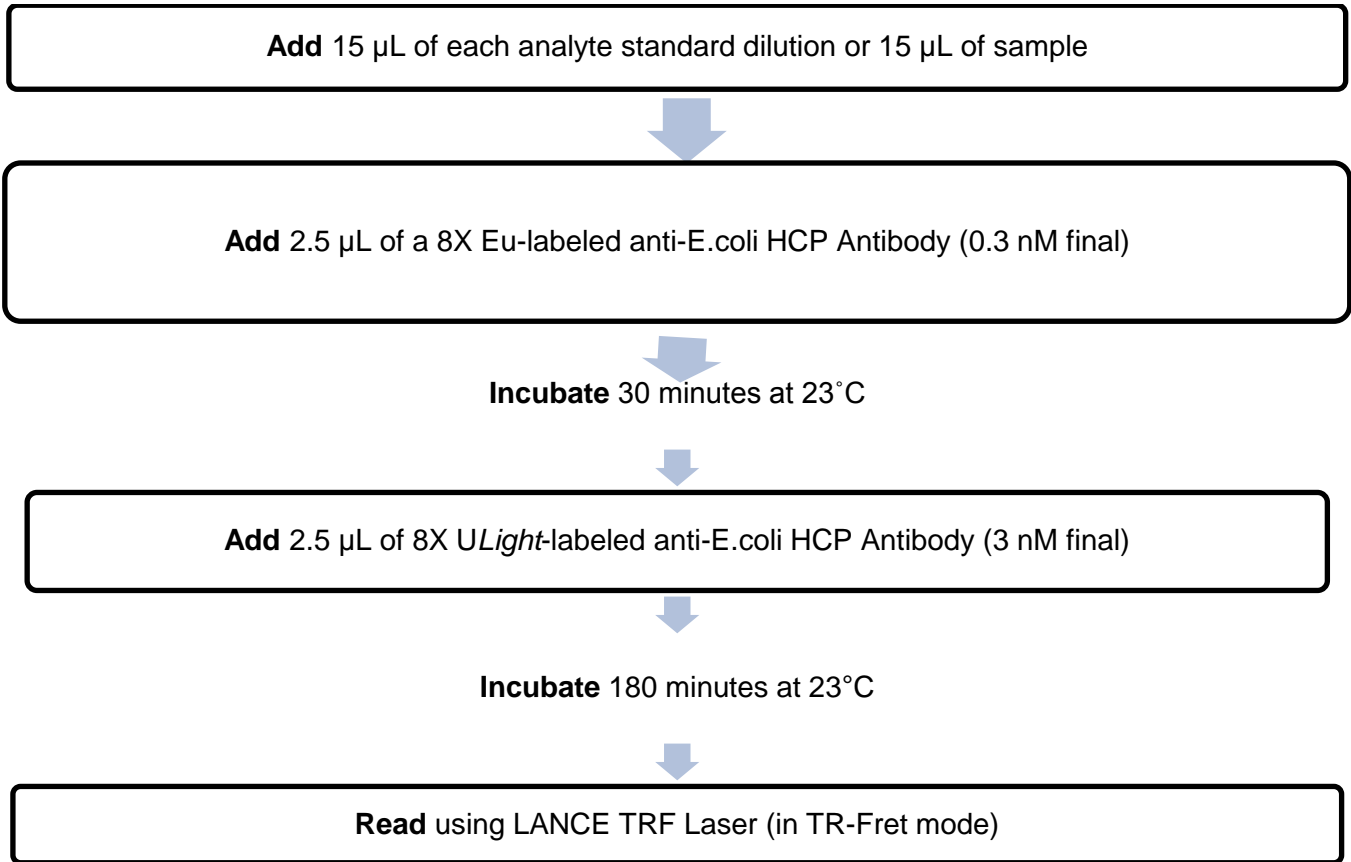 Add 15 µL of each analyte standard dilution or 15 µL of sample
Add 2.5 µL of a 8X Eu-labeled anti-E.coli HCP Antibody (0.3 nM final)
Incubate 30 minutes at 23˚C
Add 2.5 µL of 8X ULight-labeled anti-E.coli HCP Antibody (3 nM final)
Incubate 180 minutes at 23°C
Read using LANCE TRF Laser (in TR-Fret mode)